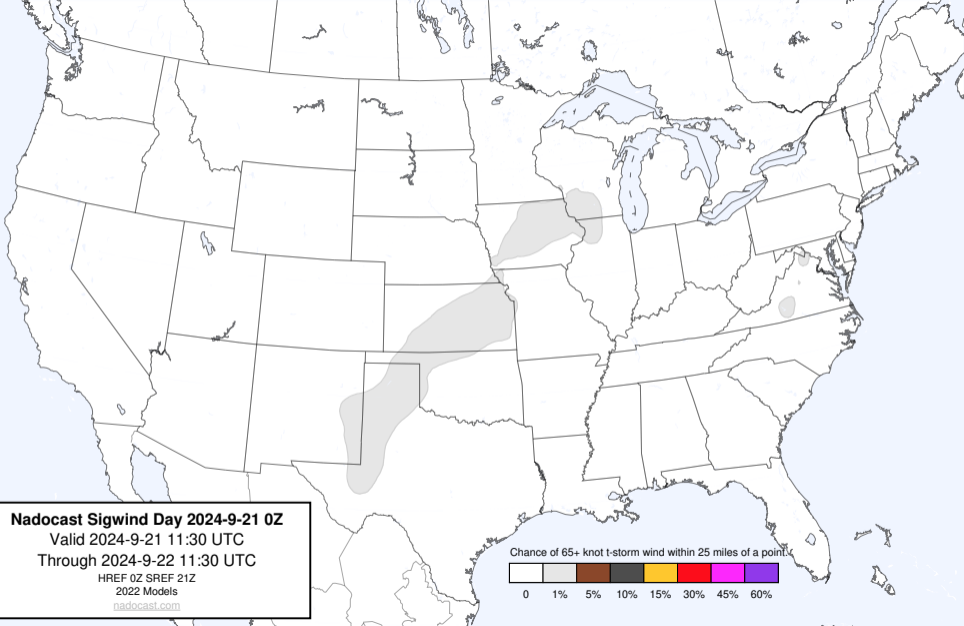 Nadocast Sigwind Day 2024-9-21 0Z
Valid 2024-9-21 11:30 UTC
Through 2024-9-22 11:30 UTC
HREF 0Z SREF 21Z
2022 Models
nadocast.com
Chance of 65+ knot t-storm wind within 25 miles of a point.
0 1% 5% 10% 15% 30% 45% 60%